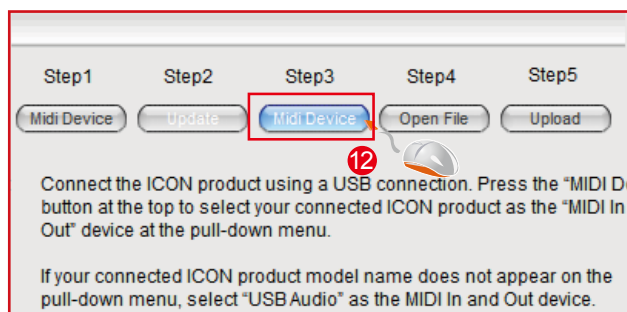 Step1 Step2 Step3 Step4 Step5
Midi Device Update Midi Device Open File Upload
12
Connect the ICON product using a USB connection. Press the “MIDI D
button at the top to select your connected ICON product as the “MIDI In
Out” device at the pull-down menu.
If your connected ICON product model name does not appear on the
pull-down menu, select “USB Audio” as the MIDI In and Out device.